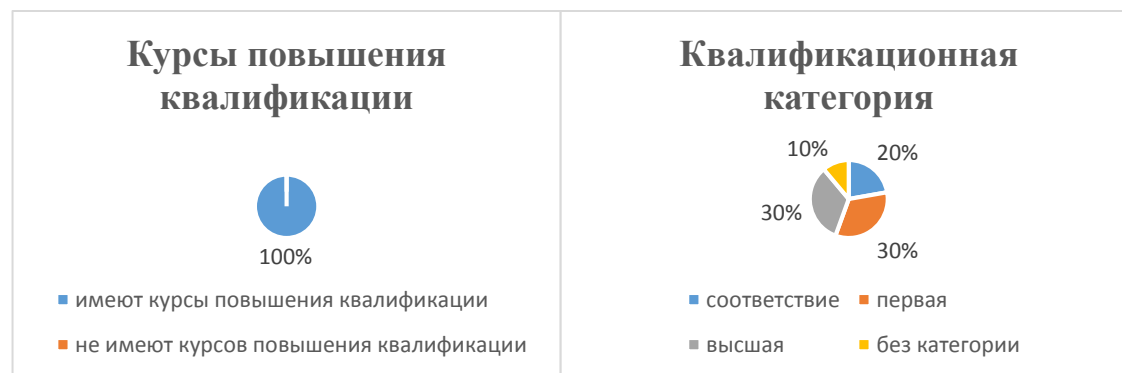 Курсы повышения
квалификации
100%
имеют курсы повышения квалификации
не имеют курсов повышения квалификации
Квалификационная
категория
10%
20%
30%
30%
соответствие
первая
высшая
без категории